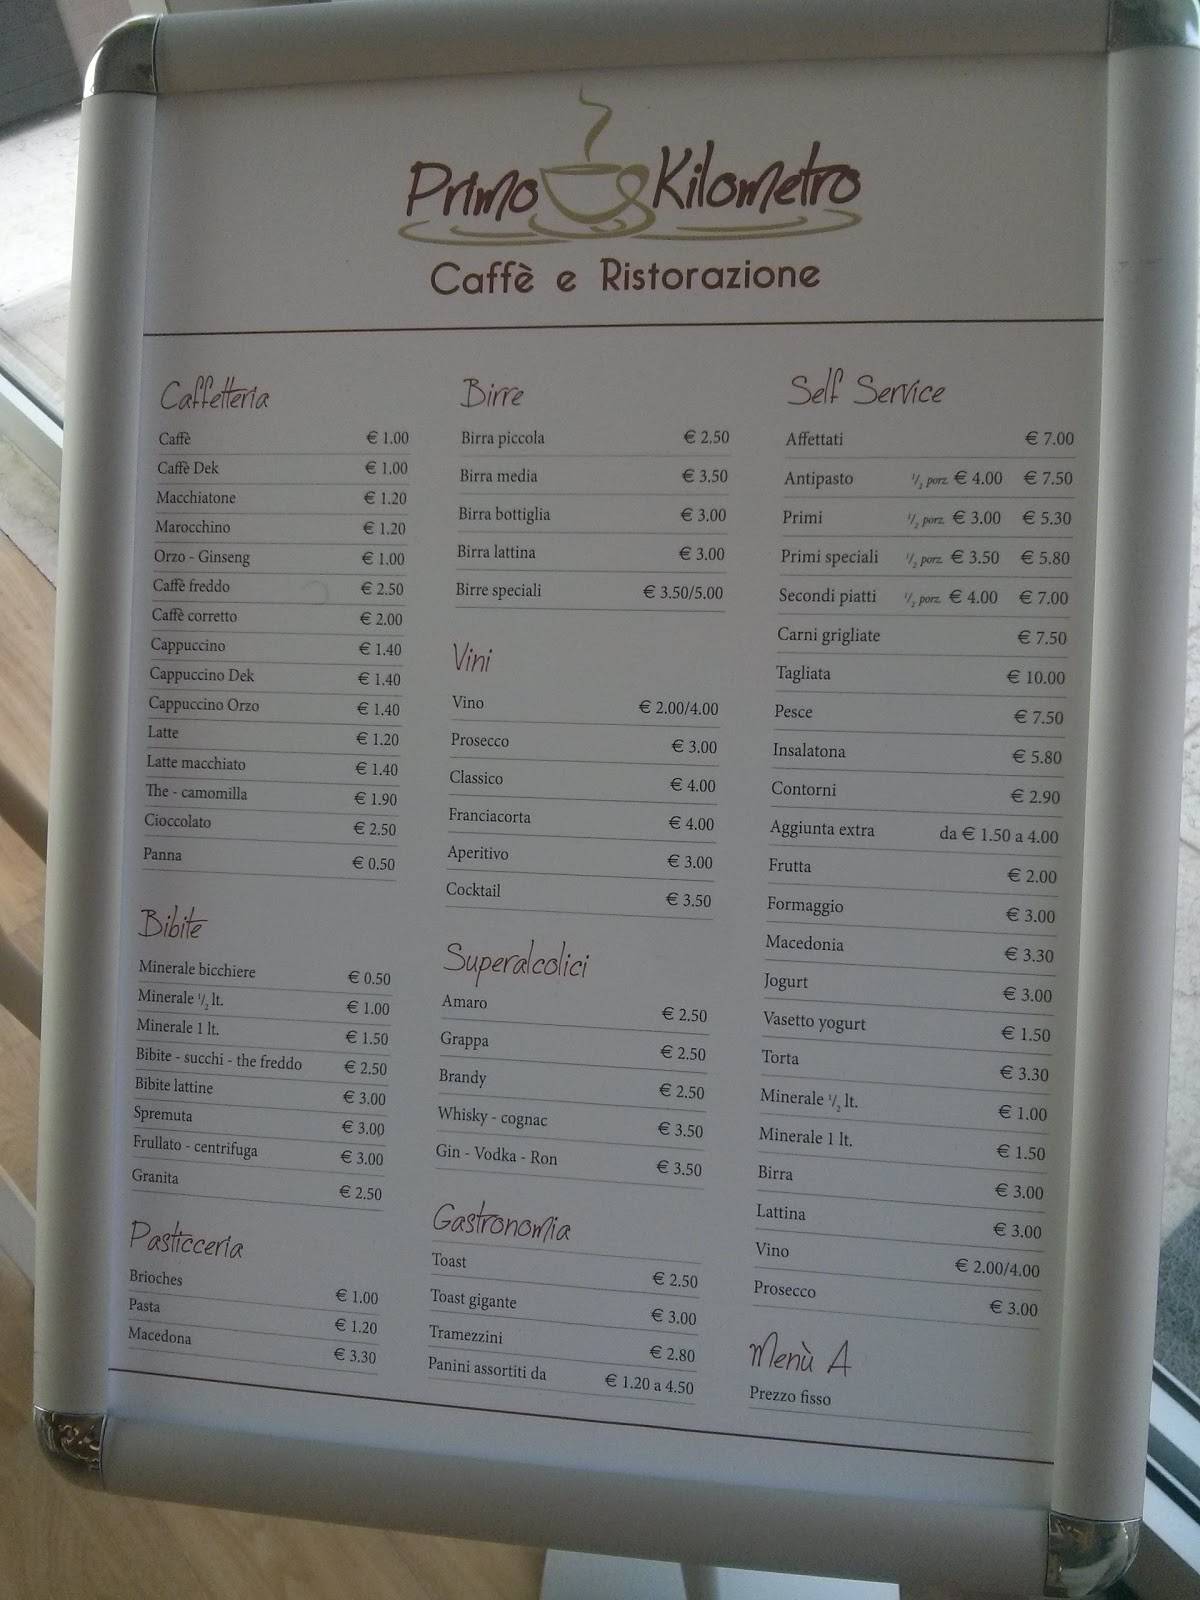 Primo Kilometro
Caffè e Ristorazione
Caffetteria
Caffè € 1.00
Caffè Dek € 1.00
Macchiatone € 1.20
Marocchino € 1.20
Orzo - Ginseng € 1.00
Caffè freddo € 2.50
Caffè corretto € 2.00
Cappuccino € 1.40
Cappuccino Dek € 1.40
Cappuccino Orzo € 1.40
Latte € 1.20
Latte macchiato € 1.40
The - camomilla € 1.90
Cioccolato € 2.50
Panna € 0.50
Bibite
Minerale bicchiere € 0.50
Minerale 1/2 lt. € 1.00
Minerale 1 lt. € 1.50
Bibite - succhi - the freddo € 2.50
Bibite lattine € 3.00
Spremuta € 3.00
Frullato - centrifuga € 3.00
Granita € 2.50
Pasticceria
Brioches € 1.00
Pasta € 1.20
Macedona € 3.30
Birre
Birra piccola € 2.50
Birra media € 3.50
Birra bottiglia € 3.00
Birra lattina € 3.00
Birre speciali € 3.50/5.00
Vini
Vino € 2.00/4.00
Prosecco € 3.00
Classico € 4.00
Franciacorta € 4.00
Aperitivo € 3.00
Cocktail € 3.50
Superalcolici
Amaro € 2.50
Grappa € 2.50
Brandy € 2.50
Whisky - cognac € 3.50
Gin - Vodka - Ron € 3.50
Gastronomia
Toast € 2.50
Toast gigante € 3.00
Tramezzini € 2.80
Panini assortiti da € 1.20 a 4.50
Self Service
Affettati € 7.00
Antipasto 1/2 porz. € 4.00 € 7.50
Primi 1/2 porz. € 3.00 € 5.30
Primi speciali 1/2 porz. € 3.50 € 5.80
Secondi piatti 1/2 porz. € 4.00 € 7.00
Carni grigliate € 7.50
Tagliata € 10.00
Pesce € 7.50
Insalatona € 5.80
Contorni € 2.90
Aggiunta extra da € 1.50 a 4.00
Frutta € 2.00
Formaggio € 3.00
Macedonia € 3.30
Jogurt € 3.00
Vasetto yogurt € 1.50
Torta € 3.30
Minerale 1/2 lt. € 1.00
Minerale 1 lt. € 1.50
Birra € 3.00
Lattina € 3.00
Vino € 2.00/4.00
Prosecco € 3.00
Menù A
Prezzo fisso